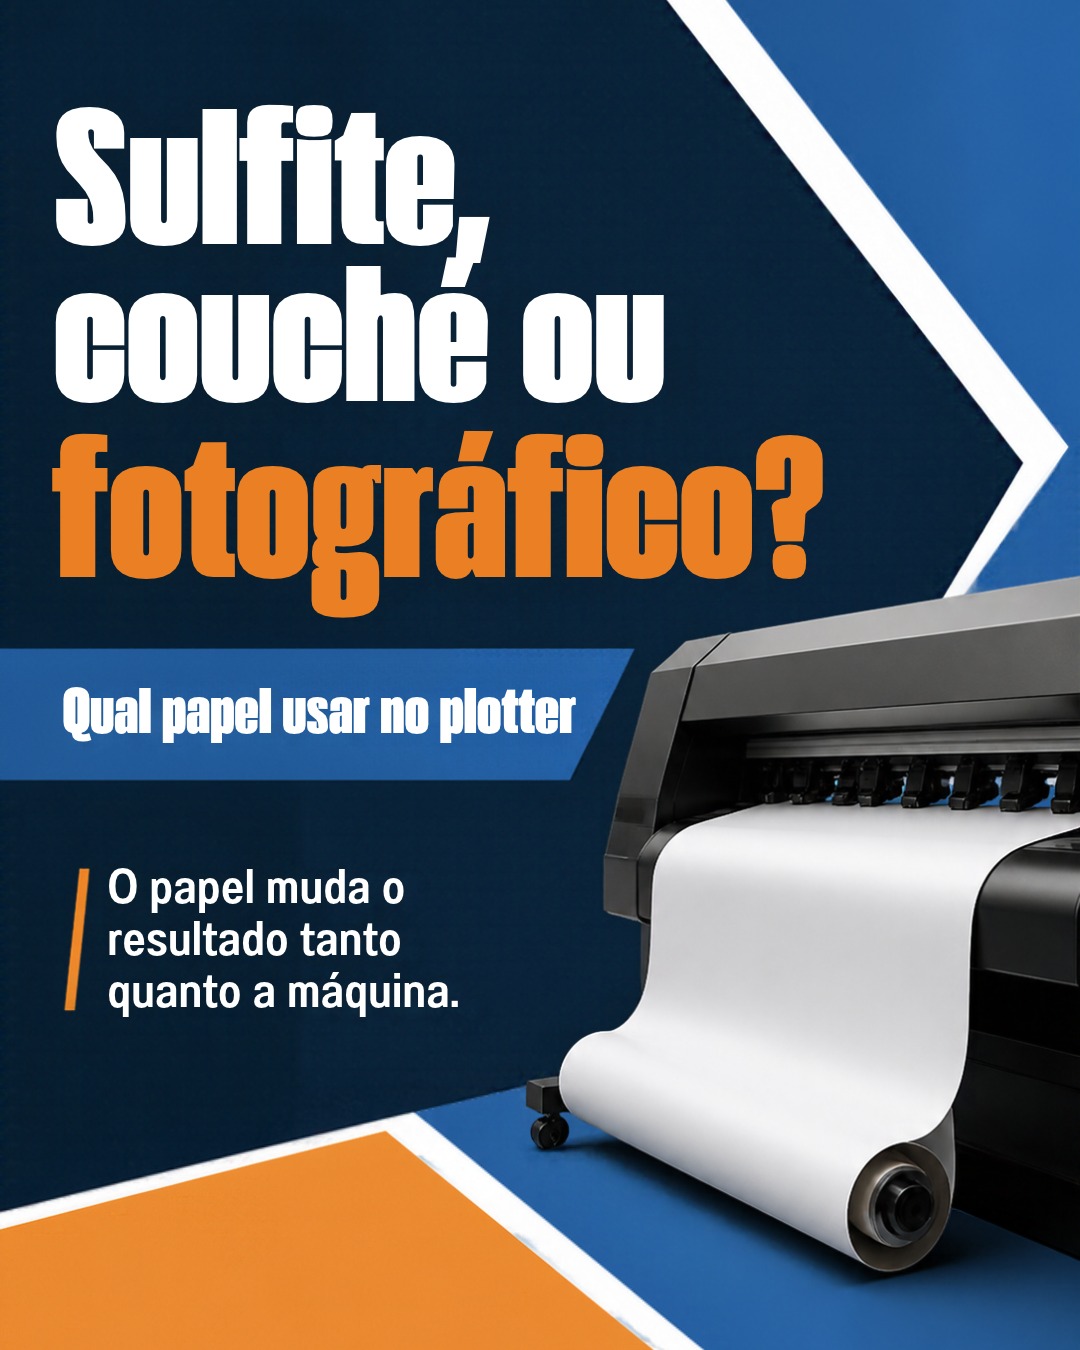 Sulfite,
couché ou
fotográfico?
Qual papel usar no plotter
O papel muda o
resultado tanto
quanto a máquina.